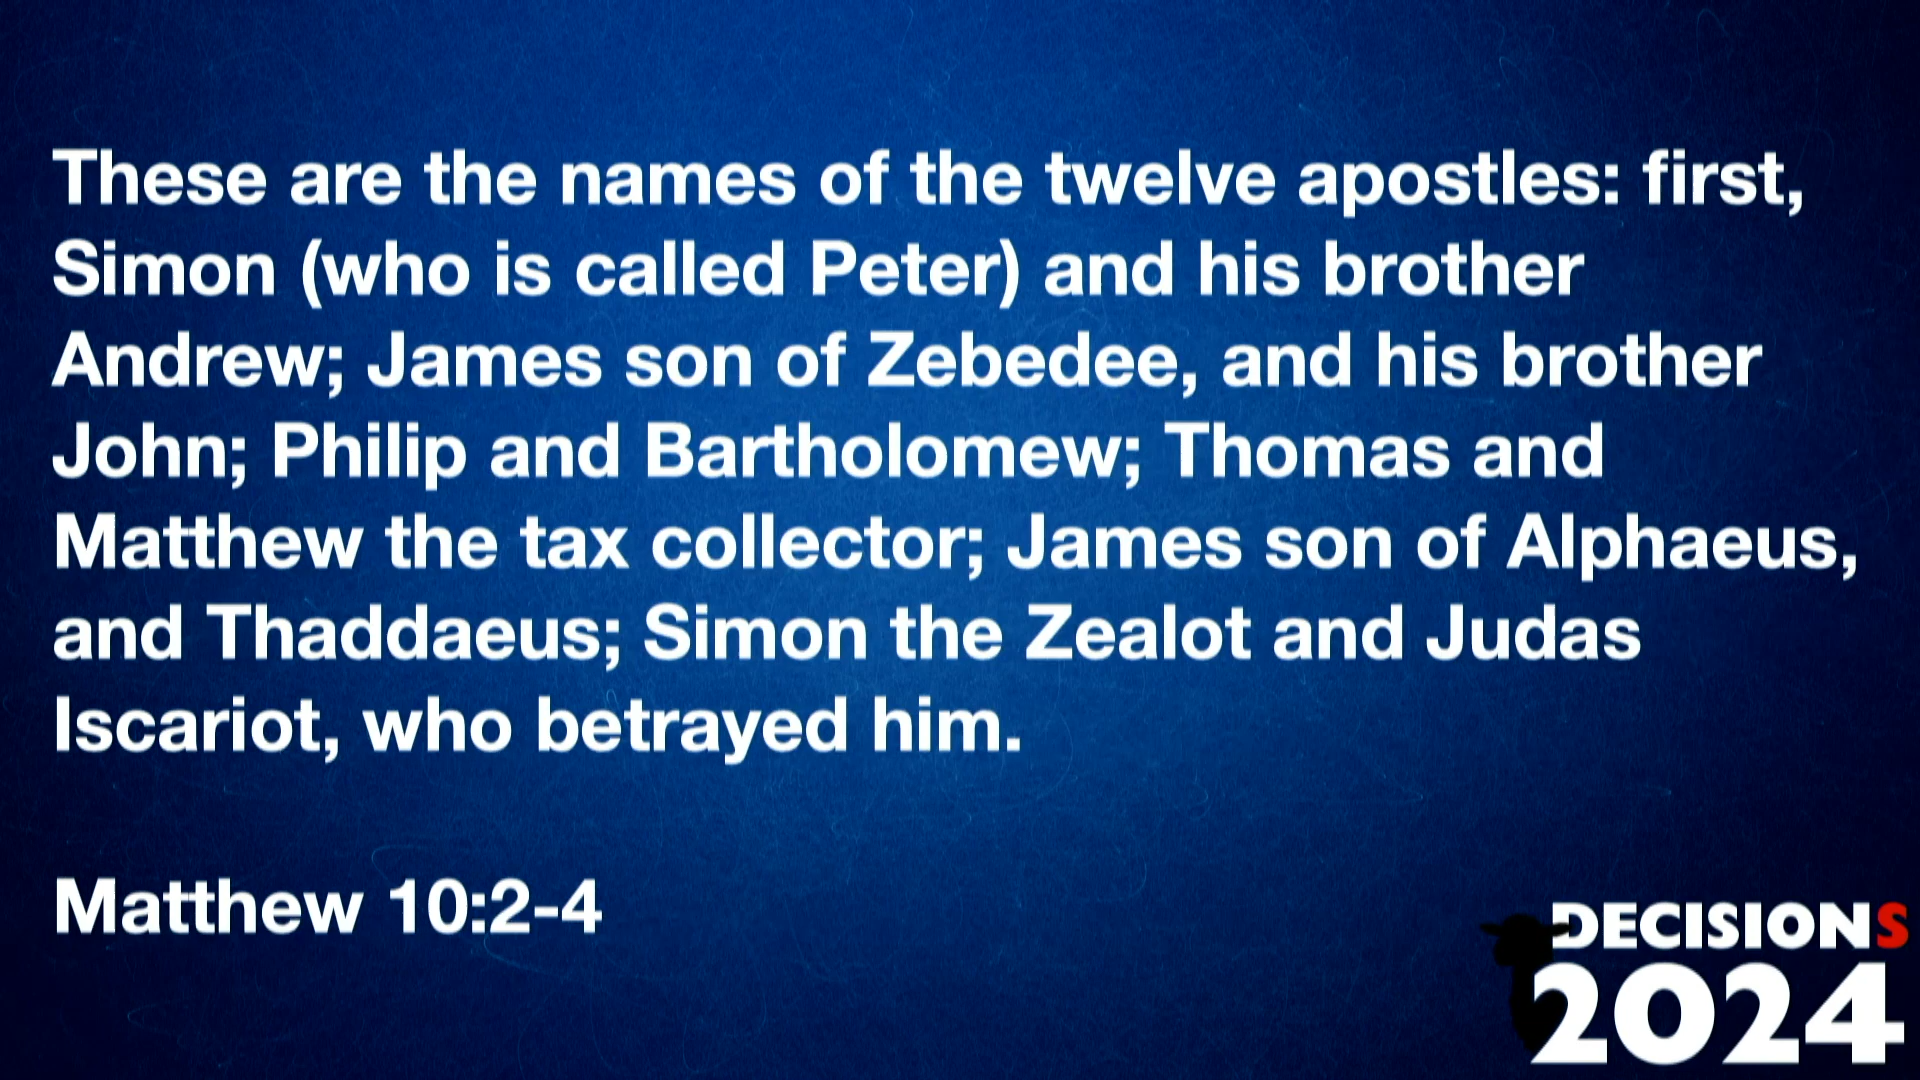 These are the names of the twelve apostles: first,
Simon (who is called Peter) and his brother
Andrew; James son of Zebedee, and his brother
John; Philip and Bartholomew; Thomas and
Matthew the tax collector; James son of Alphaeus,
and Thaddaeus; Simon the Zealot and Judas
Iscariot, who betrayed him.
Matthew 10:2-4
DECISIONS
2024